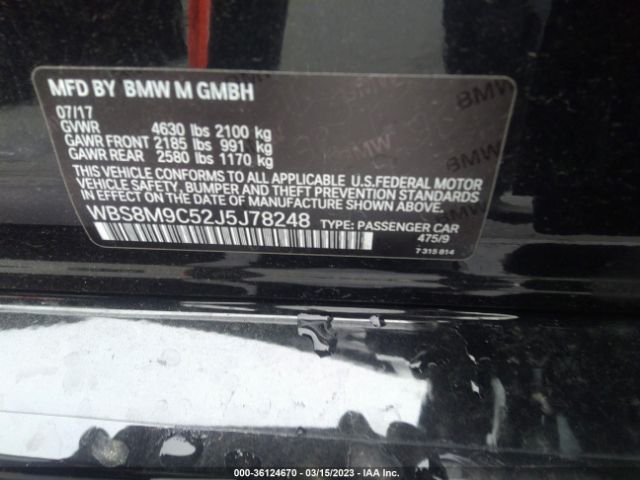 MFD BY BMW M GMBH
07/17
GVWR 4630 lbs 2100 kg
GAWR FRONT 2185 lbs 991 kg
GAWR REAR 2580 lbs 1170 kg
THIS VEHICLE CONFORMS TO ALL APPLICABLE U.S.FEDERAL MOTOR
VEHICLE SAFETY, BUMPER AND THEFT PREVENTION STANDARDS
IN EFFECT ON THE DATE OF MANUFACTURE SHOWN ABOVE.
WBS8M9C52J5J78248 TYPE: PASSENGER CAR
475/9
7 315 814
BMW
BMW
000-36124670 - 03/15/2023 - IAA Inc.